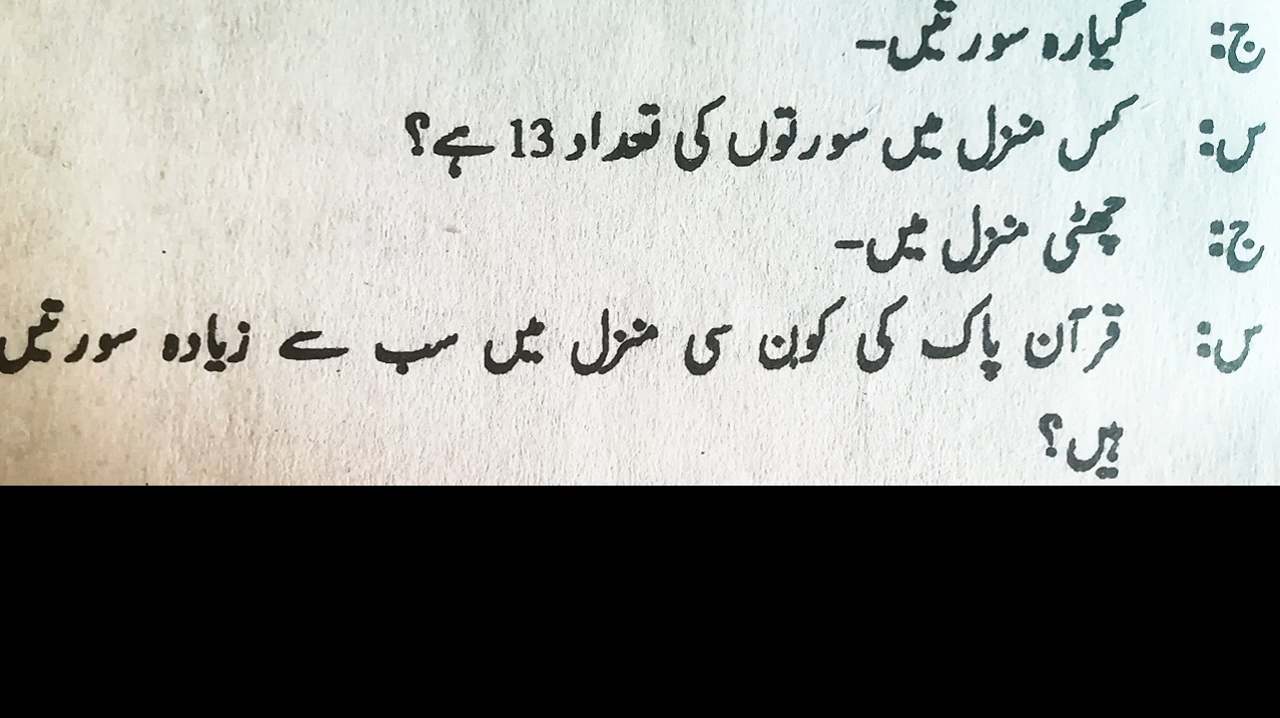 ج: گیارہ سورتیں۔
س: کس منزل میں سورتوں کی تعداد 13 ہے؟
ج: چھٹی منزل میں۔
س: قرآن پاک کی کون سی منزل میں سب سے زیادہ سورتیں
ہیں؟